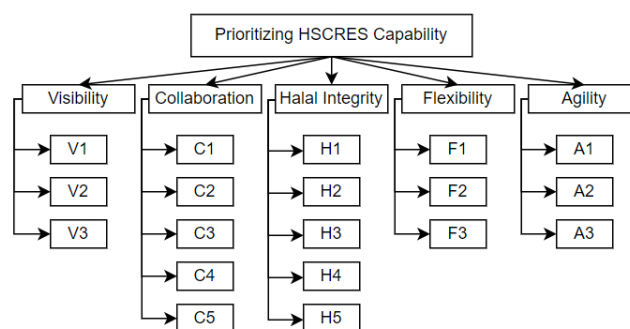 Prioritizing HSCRES Capability
Visibility
Collaboration
Halal Integrity
Flexibility
Agility
V1
C1
H1
F1
A1
V2
C2
H2
F2
A2
V3
C3
H3
F3
A3
C4
H4
C5
H5